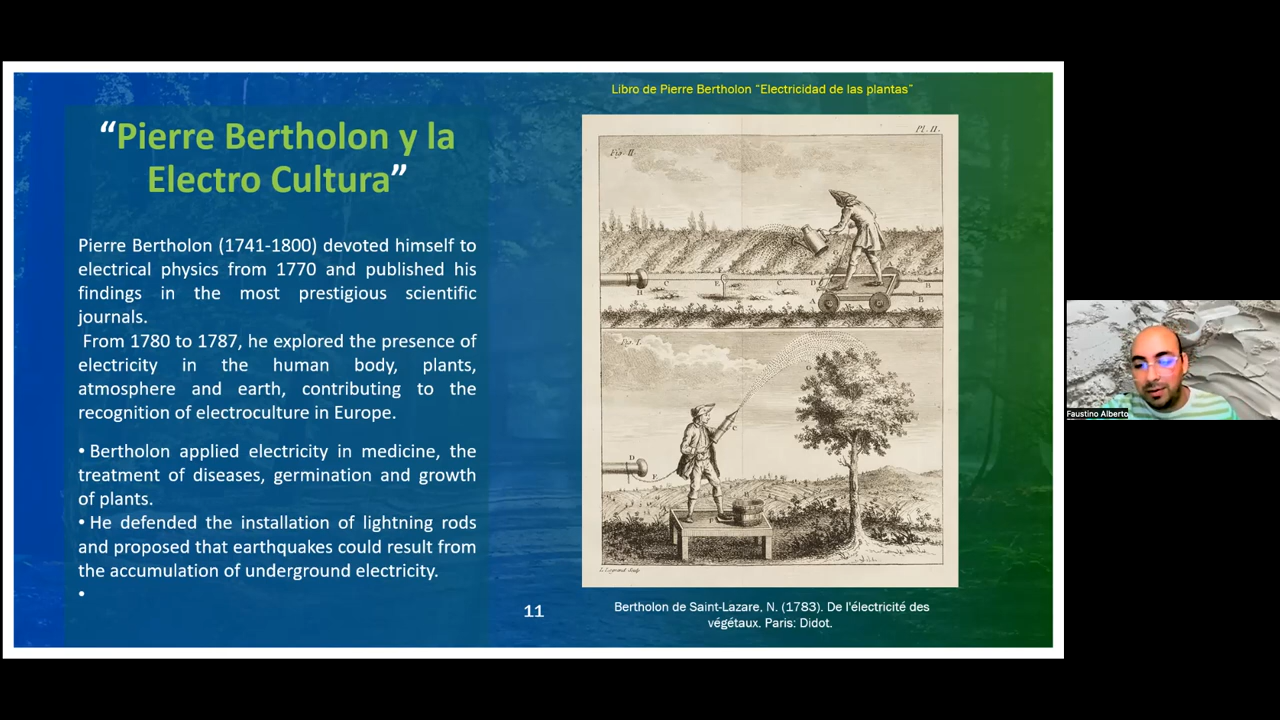 “Pierre Bertholon y la
Electro Cultura”
Pierre Bertholon (1741-1800) devoted himself to
electrical physics from 1770 and published his
findings in the most prestigious scientific
journals.
From 1780 to 1787, he explored the presence of
electricity in the human body, plants,
atmosphere and earth, contributing to the
recognition of electroculture in Europe.
• Bertholon applied electricity in medicine, the
treatment of diseases, germination and growth
of plants.
• He defended the installation of lightning rods
and proposed that earthquakes could result from
the accumulation of underground electricity.
•
11
Libro de Pierre Bertholon “Electricidad de las plantas”
Pl. II.
Fig. II.
H C E C D B
A B
Fig. I.
G
C
D
E
Bertholon de Saint-Lazare, N. (1783). De l'électricité des
végétaux. Paris: Didot.
Faustino Alberto